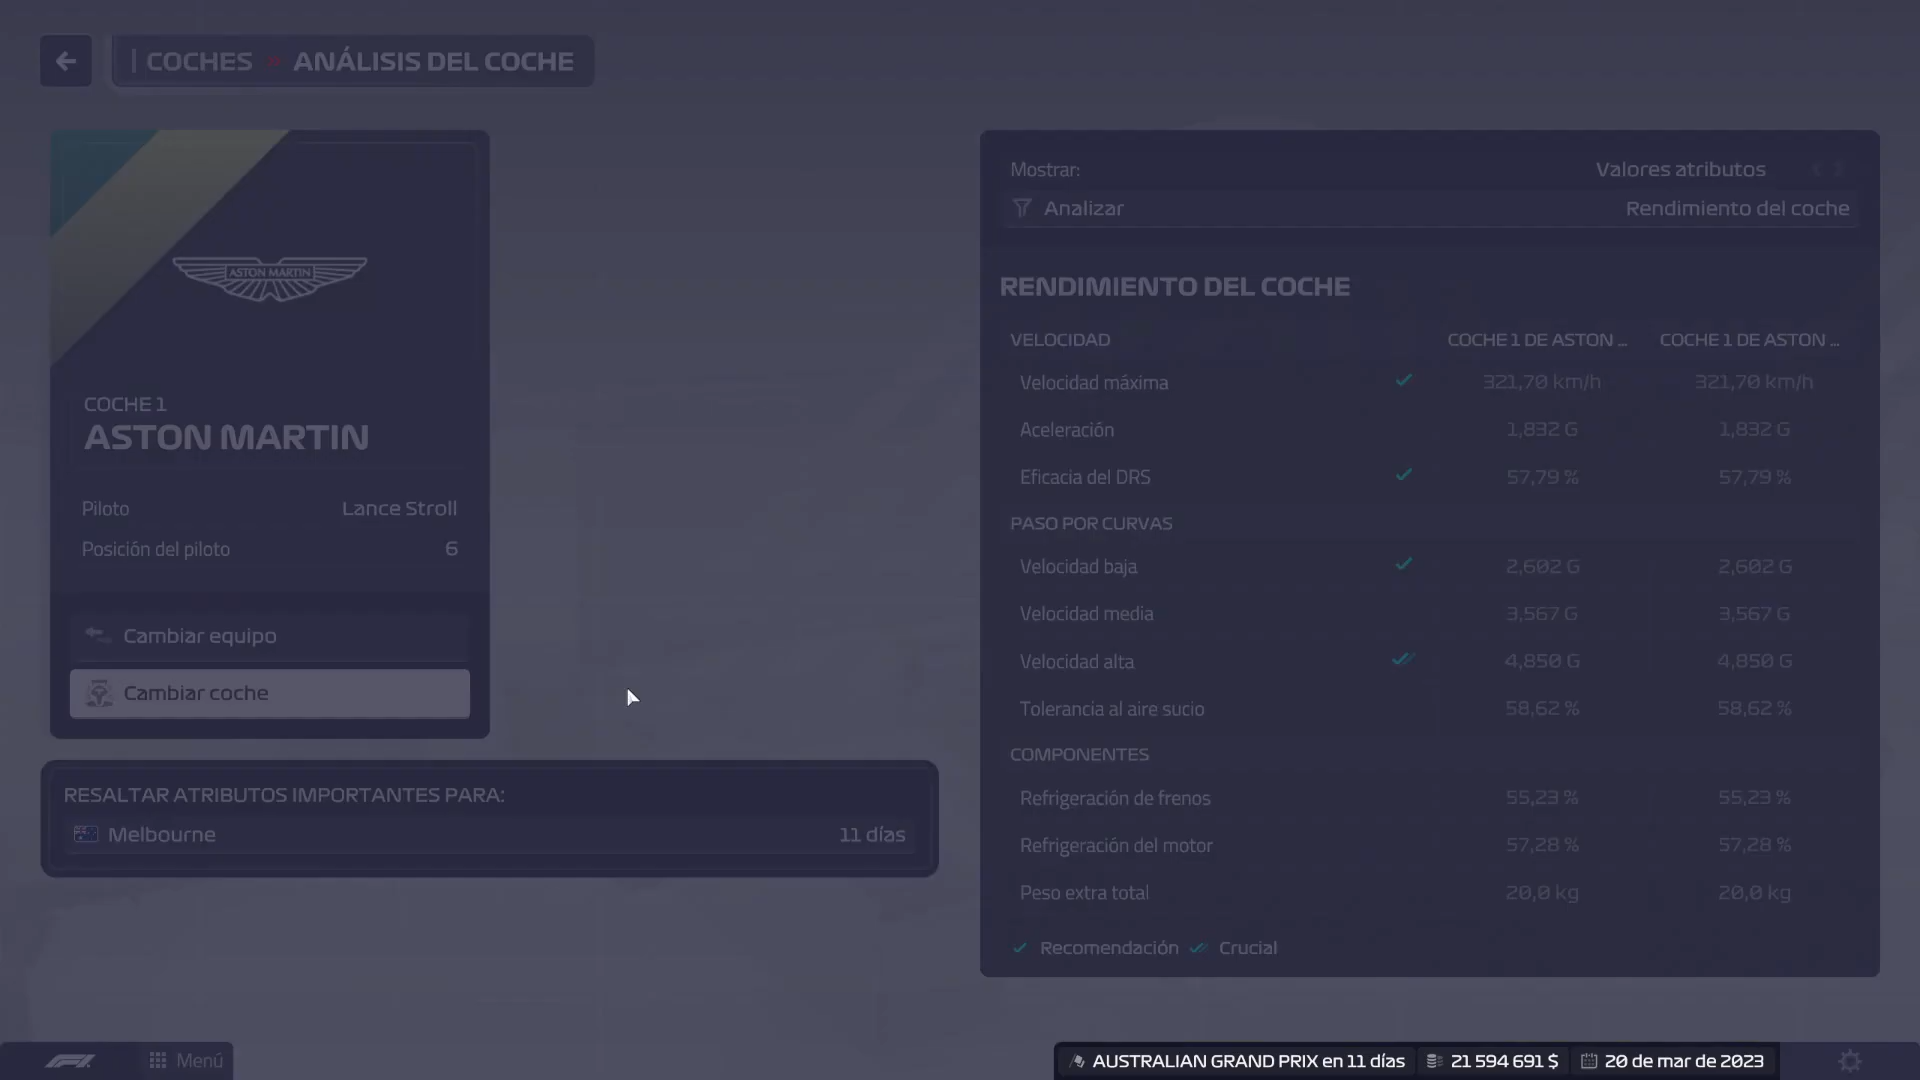 COCHES » ANÁLISIS DEL COCHE
ASTON MARTIN
COCHE 1
ASTON MARTIN
Piloto Lance Stroll
Posición del piloto 6
Cambiar equipo
Cambiar coche
RESALTAR ATRIBUTOS IMPORTANTES PARA:
Melbourne 11 días
Mostrar: Valores atributos
Analizar Rendimiento del coche
RENDIMIENTO DEL COCHE
VELOCIDAD COCHE 1 DE ASTON ... COCHE 1 DE ASTON ...
Velocidad máxima 321,70 km/h 321,70 km/h
Aceleración 1,832 G 1,832 G
Eficacia del DRS 57,79 % 57,79 %
PASO POR CURVAS
Velocidad baja 2,602 G 2,602 G
Velocidad media 3,567 G 3,567 G
Velocidad alta 4,850 G 4,850 G
Tolerancia al aire sucio 58,62 % 58,62 %
COMPONENTES
Refrigeración de frenos 55,23 % 55,23 %
Refrigeración del motor 57,28 % 57,28 %
Peso extra total 20,0 kg 20,0 kg
Recomendación Crucial
F1 Menú
AUSTRALIAN GRAND PRIX en 11 días 21 594 691 $ 20 de mar de 2023